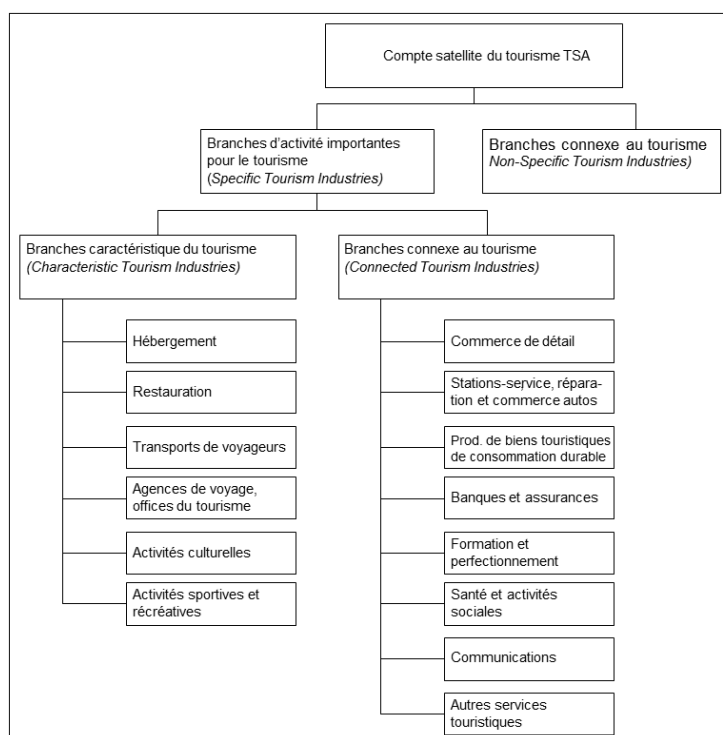 Compte satellite du tourisme TSA
Branches d'activité importantes
pour le tourisme
(Specific Tourism Industries)
Branches connexe au tourisme
Non-Specific Tourism Industries)
Branches caractéristique du tourisme
(Characteristic Tourism Industries)
Hébergement
Restauration
Transports de voyageurs
Agences de voyage,
offices du tourisme
Activités culturelles
Activités sportives et
récréatives
Branches connexe au tourisme
(Connected Tourism Industries)
Commerce de détail
Stations-service, répara-
tion et commerce autos
Prod. de biens touristiques
de consommation durable
Banques et assurances
Formation et
perfectionnement
Santé et activités
sociales
Communications
Autres services
touristiques